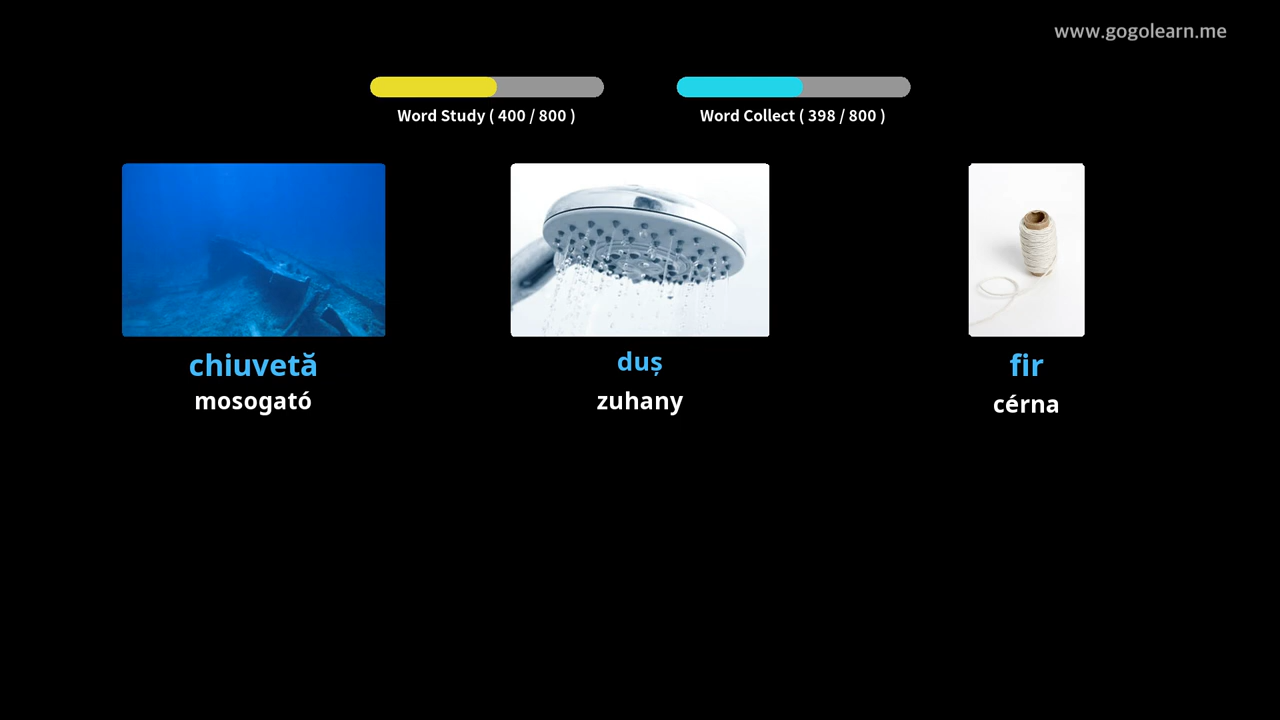 www.gogolearn.me
Word Study ( 400 / 800 )
Word Collect ( 398 / 800 )
chiuvetă
mosogató
duș
zuhany
fir
cérna